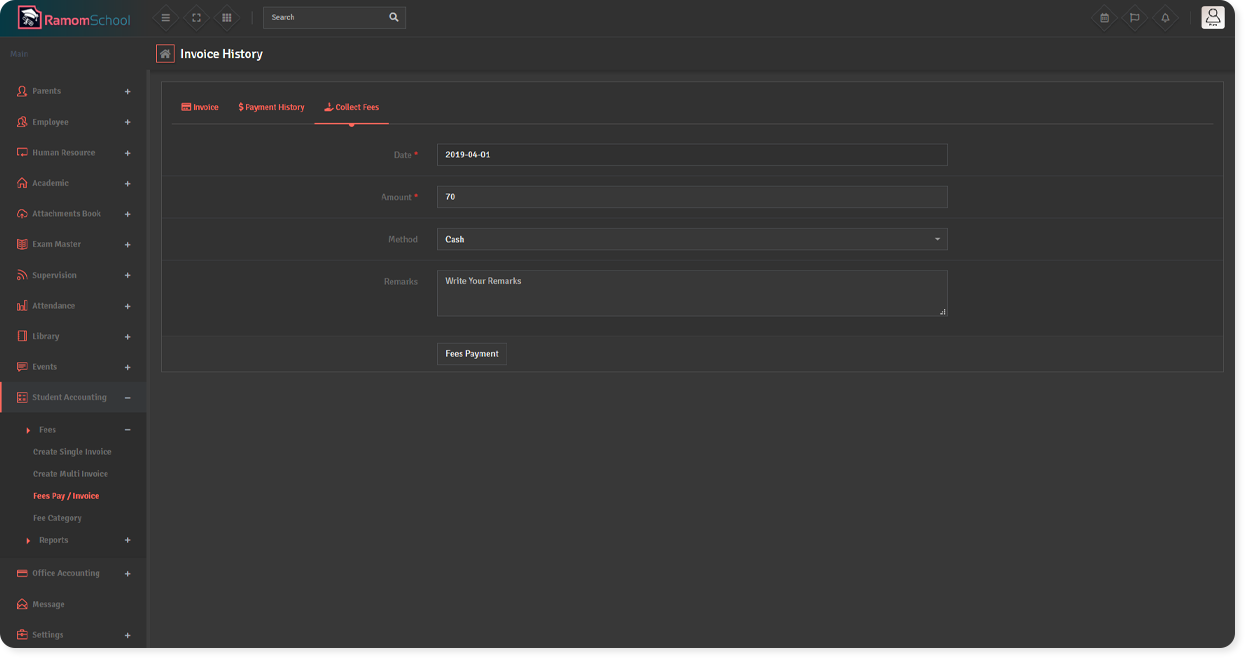 RamomSchool
Search
Main
Invoice History
Parents +
Employee +
Human Resource +
Academic +
Attachments Book +
Exam Master +
Supervision +
Attendance +
Library +
Events +
Student Accounting −
Fees −
Create Single Invoice
Create Multi Invoice
Fees Pay / Invoice
Fee Category
Reports +
Office Accounting +
Message
Settings +
Invoice
$ Payment History
Collect Fees
Date * 2019-04-01
Amount * 70
Method Cash
Remarks Write Your Remarks
Fees Payment